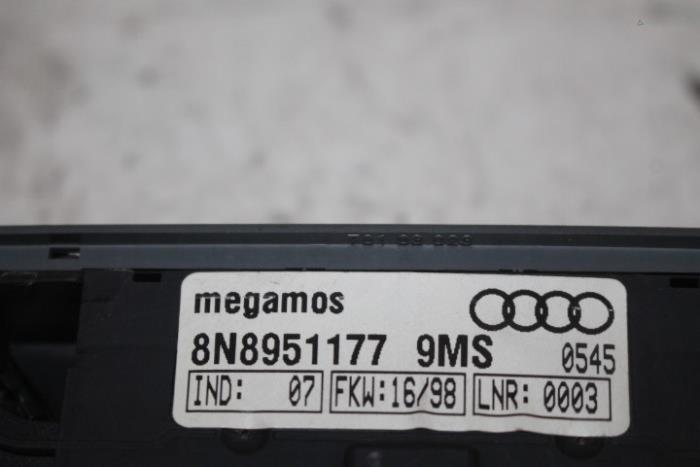 megamos
8N8951177 9MS 0545
IND: 07 FKW:16/98 LNR: 0003